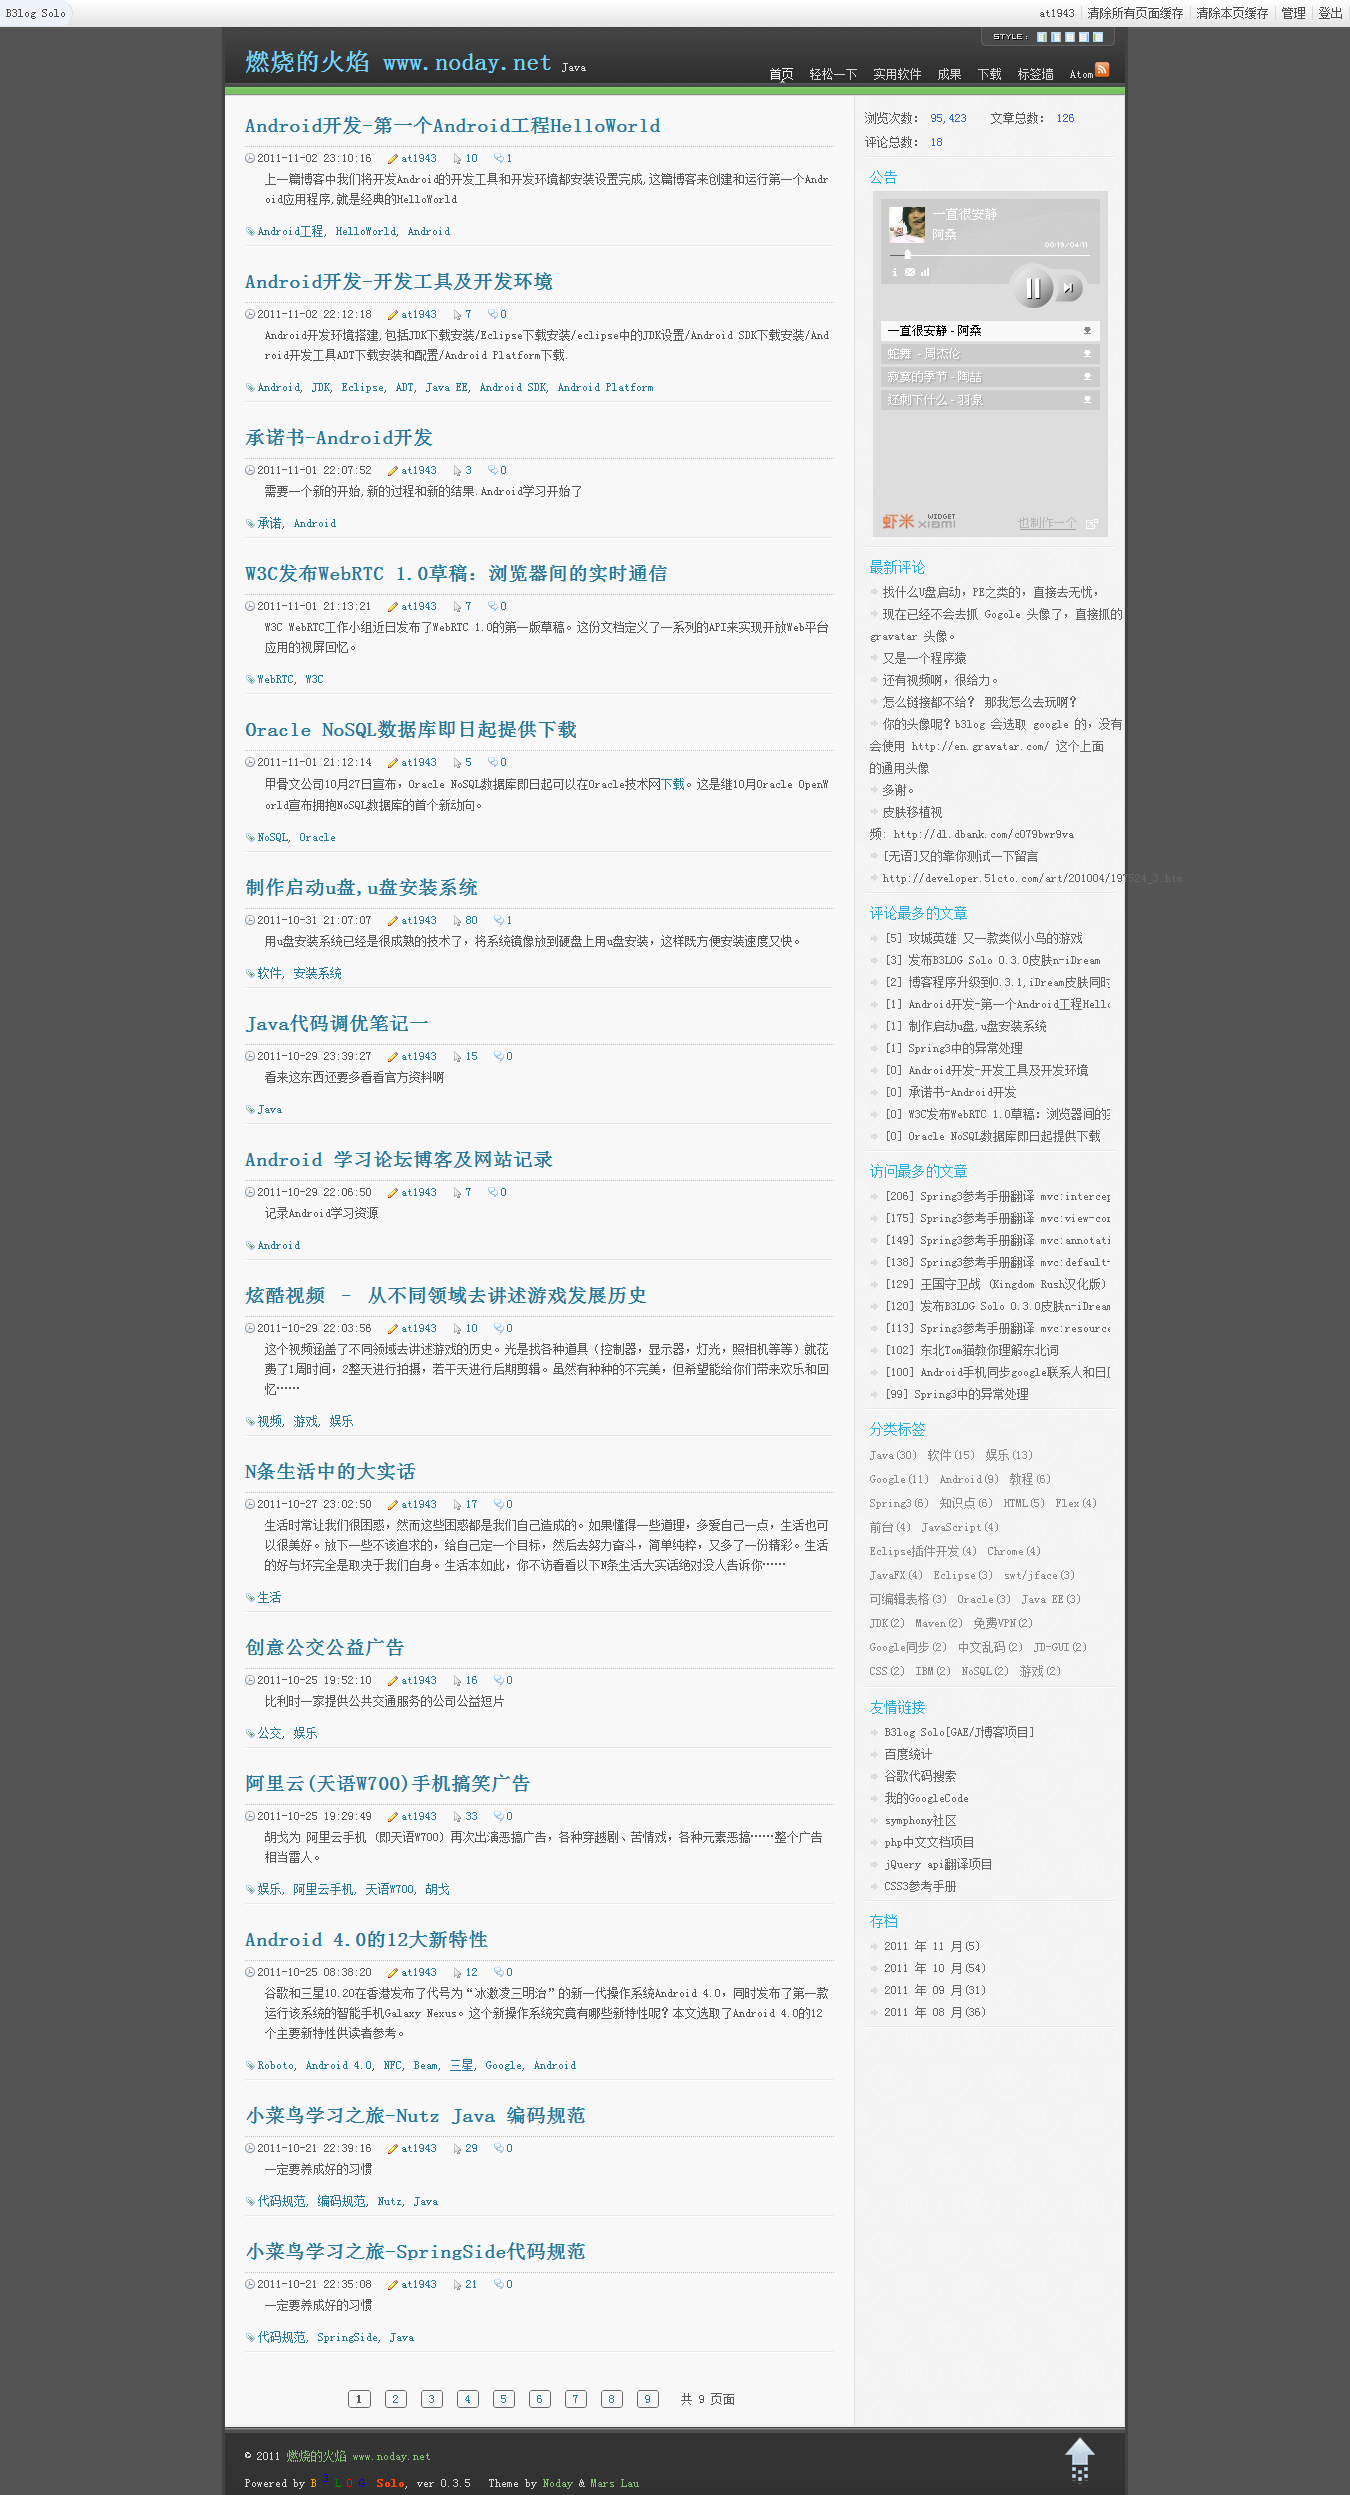 B3log Solo
at1943 清除所有页面缓存 清除本页缓存 管理 登出
STYLE :
燃烧的火焰 www.noday.net Java
首页 轻松一下 实用软件 成果 下载 标签墙 Atom
Android开发-第一个Android工程HelloWorld
2011-11-02 23:10:16 at1943 10 1
上一篇博客中我们将开发Android的开发工具和开发环境都安装设置完成,这篇博客来创建和运行第一个Andr
oid应用程序,就是经典的HelloWorld
Android工程, HelloWorld, Android
Android开发-开发工具及开发环境
2011-11-02 22:12:18 at1943 7 0
Android开发环境搭建,包括JDK下载安装/Eclipse下载安装/eclipse中的JDK设置/Android SDK下载安装/And
roid开发工具ADT下载安装和配置/Android Platform下载.
Android, JDK, Eclipse, ADT, Java EE, Android SDK, Android Platform
承诺书-Android开发
2011-11-01 22:07:52 at1943 3 0
需要一个新的开始,新的过程和新的结果.Android学习开始了
承诺, Android
W3C发布WebRTC 1.0草稿：浏览器间的实时通信
2011-11-01 21:13:21 at1943 7 0
W3C WebRTC工作小组近日发布了WebRTC 1.0的第一版草稿。这份文档定义了一系列的API来实现开放Web平台
应用的视屏回忆。
WebRTC, W3C
Oracle NoSQL数据库即日起提供下载
2011-11-01 21:12:14 at1943 5 0
甲骨文公司10月27日宣布，Oracle NoSQL数据库即日起可以在Oracle技术网下载。这是继10月Oracle OpenW
orld宣布拥抱NoSQL数据库的首个新动向。
NoSQL, Oracle
制作启动u盘,u盘安装系统
2011-10-31 21:07:07 at1943 80 1
用u盘安装系统已经是很成熟的技术了，将系统镜像放到硬盘上用u盘安装，这样既方便安装速度又快。
软件, 安装系统
Java代码调优笔记一
2011-10-29 23:39:27 at1943 15 0
看来这东西还要多看看官方资料啊
Java
Android 学习论坛博客及网站记录
2011-10-29 22:06:50 at1943 7 0
记录Android学习资源
Android
炫酷视频 - 从不同领域去讲述游戏发展历史
2011-10-29 22:03:56 at1943 10 0
这个视频涵盖了不同领域去讲述游戏的历史。光是找各种道具（控制器，显示器，灯光，照相机等等）就花
费了1周时间，2整天进行拍摄，若干天进行后期剪辑。虽然有种种的不完美，但希望能给你们带来欢乐和回
忆……
视频, 游戏, 娱乐
N条生活中的大实话
2011-10-27 23:02:50 at1943 17 0
生活时常让我们很困惑，然而这些困惑都是我们自己造成的。如果懂得一些道理，多爱自己一点，生活也可
以很美好。放下一些不该追求的，给自己定一个目标，然后去努力奋斗，简单纯粹，又多了一份精彩。生活
的好与坏完全是取决于我们自身。生活本如此，你不访看看以下N条生活大实话绝对没人告诉你……
生活
创意公交公益广告
2011-10-25 19:52:10 at1943 16 0
比利时一家提供公共交通服务的公司公益短片
公交, 娱乐
阿里云(天语W700)手机搞笑广告
2011-10-25 19:29:49 at1943 33 0
胡戈为 阿里云手机 (即天语W700) 再次出演恶搞广告，各种穿越剧、苦情戏，各种元素恶搞……整个广告
相当雷人。
娱乐, 阿里云手机, 天语W700, 胡戈
Android 4.0的12大新特性
2011-10-25 08:38:20 at1943 12 0
谷歌和三星10.20在香港发布了代号为“冰激凌三明治”的新一代操作系统Android 4.0，同时发布了第一款
运行该系统的智能手机Galaxy Nexus。这个新操作系统究竟有哪些新特性呢？本文选取了Android 4.0的12
个主要新特性供读者参考。
Roboto, Android 4.0, NFC, Beam, 三星, Google, Android
小菜鸟学习之旅-Nutz Java 编码规范
2011-10-21 22:39:16 at1943 29 0
一定要养成好的习惯
代码规范, 编码规范, Nutz, Java
小菜鸟学习之旅-SpringSide代码规范
2011-10-21 22:35:08 at1943 21 0
一定要养成好的习惯
代码规范, SpringSide, Java
1 2 3 4 5 6 7 8 9 共 9 页面
浏览次数： 95,423 文章总数： 126
评论总数： 18
公告
一直很安静
阿桑
00:19/04:11
一直很安静 - 阿桑
蛇舞 - 周杰伦
寂寞的季节 - 陶喆
还剩下什么 - 羽泉
虾米 WIDGET xiami 也制作一个
最新评论
找什么U盘启动，PE之类的，直接去无忧，
现在已经不会去抓 Gogole 头像了，直接抓的
gravatar 头像。
又是一个程序猿
还有视频啊，很给力。
怎么链接都不给？ 那我怎么去玩啊？
你的头像呢？b3log 会选取 google 的，没有
会使用 http://en.gravatar.com/ 这个上面
的通用头像
多谢。
皮肤移植视
频: http://dl.dbank.com/c079bwr9va
[无语]又的靠你测试一下留言
http://developer.51cto.com/art/201004/197524_3.htm
评论最多的文章
[5] 攻城英雄 又一款类似小鸟的游戏
[3] 发布B3LOG Solo 0.3.0皮肤n-iDream
[2] 博客程序升级到0.3.1,iDream皮肤同时
[1] Android开发-第一个Android工程Hello
[1] 制作启动u盘,u盘安装系统
[1] Spring3中的异常处理
[0] Android开发-开发工具及开发环境
[0] 承诺书-Android开发
[0] W3C发布WebRTC 1.0草稿：浏览器间的
[0] Oracle NoSQL数据库即日起提供下载
访问最多的文章
[206] Spring3参考手册翻译 mvc:intercep
[175] Spring3参考手册翻译 mvc:view-con
[149] Spring3参考手册翻译 mvc:annotati
[138] Spring3参考手册翻译 mvc:default-
[129] 王国守卫战 (Kingdom Rush汉化版)
[120] 发布B3LOG Solo 0.3.0皮肤n-iDream
[113] Spring3参考手册翻译 mvc:resource
[102] 东北Tom猫教你理解东北词
[100] Android手机同步google联系人和日
[99] Spring3中的异常处理
分类标签
Java(30) 软件(15) 娱乐(13)
Google(11) Android(9) 教程(6)
Spring3(6) 知识点(6) HTML(5) Flex(4)
前台(4) JavaScript(4)
Eclipse插件开发(4) Chrome(4)
JavaFX(4) Eclipse(3) swt/jface(3)
可编辑表格(3) Oracle(3) Java EE(3)
JDK(2) Maven(2) 免费VPN(2)
Google同步(2) 中文乱码(2) JD-GUI(2)
CSS(2) IBM(2) NoSQL(2) 游戏(2)
友情链接
B3log Solo[GAE/J博客项目]
百度统计
谷歌代码搜索
我的GoogleCode
symphony社区
php中文文档项目
jQuery api翻译项目
CSS3参考手册
存档
2011 年 11 月(5)
2011 年 10 月(54)
2011 年 09 月(31)
2011 年 08 月(36)
© 2011 燃烧的火焰 www.noday.net
Powered by B3LOG Solo, ver 0.3.5 Theme by Noday & Mars Lau